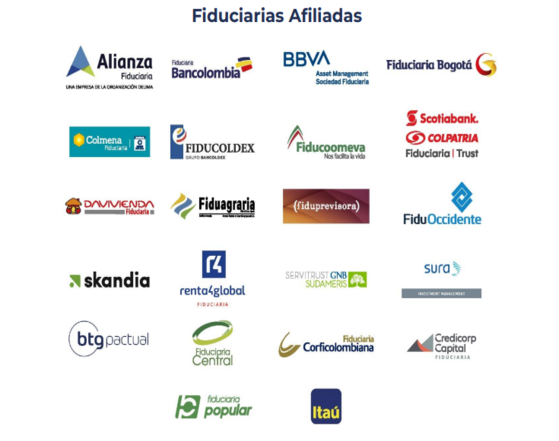 Fiduciarias Afiliadas
Alianza
Fiduciaria
UNA EMPRESA DE LA ORGANIZACIÓN DELIMA
Fiduciaria
Bancolombia
BBVA
Asset Management
Sociedad Fiduciaria
Fiduciaria Bogotá
Colmena
Fiduciaria
FIDUCOLDEX
GRUPO BANCOLDEX
Fiducoomeva
Nos facilita la vida
Scotiabank.
COLPATRIA
Fiduciaria | Trust
DAVIVIENDA
Fiduciaria
Fiduagraria
(fiduprevisora)
FiduOccidente
skandia
renta4global
FIDUCIARIA
SERVITRUST GNB
SUDAMERIS
sura
INVESTMENT MANAGEMENT
btgpactual
Fiduciaria
Central
Fiduciaria
Corficolombiana
Credicorp
Capital
FIDUCIARIA
fiduciaria
popular
Itaú